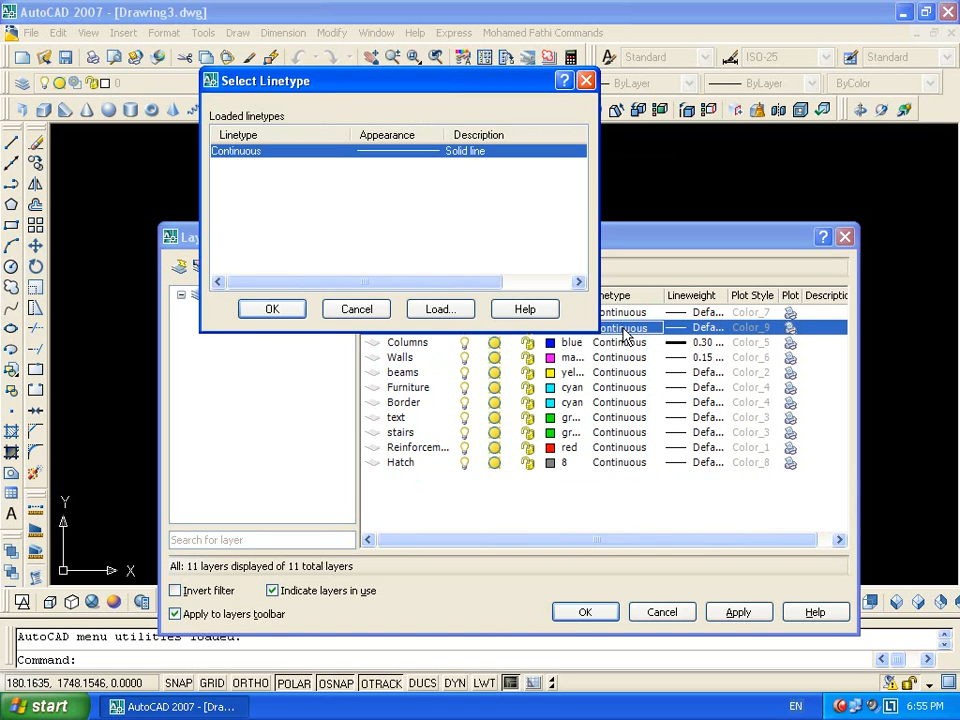 AutoCAD 2007 - [Drawing3.dwg]
File Edit View Insert Format Tools Draw Dimension Modify Window Help Express Mohamed Fathi Commands
Standard ISO-25 Standard
0 ByLayer ByLayer ByColor
Select Linetype
Loaded linetypes
Linetype Appearance Description
Continuous Solid line
OK Cancel Load... Help
Lineweight Plot Style Plot Descriptic
Continuous Defa... Color_7
Continuous Defa... Color_9
Columns blue Continuous 0.30 ... Color_5
Walls ma... Continuous 0.15 ... Color_6
beams yel... Continuous Defa... Color_2
Furniture cyan Continuous Defa... Color_4
Border cyan Continuous Defa... Color_4
text gr... Continuous Defa... Color_3
stairs gr... Continuous Defa... Color_3
Reinforcem... red Continuous Defa... Color_1
Hatch 8 Continuous Defa... Color_8
Search for layer
All: 11 layers displayed of 11 total layers
Invert filter Indicate layers in use
Apply to layers toolbar
OK Cancel Apply Help
Y
X
AutoCAD menu utilities loaded.
Command:
180.1635, 1748.1546, 0.0000 SNAP GRID ORTHO POLAR OSNAP OTRACK DUCS DYN LWT
start AutoCAD 2007 - [Dra... EN 6:55 PM